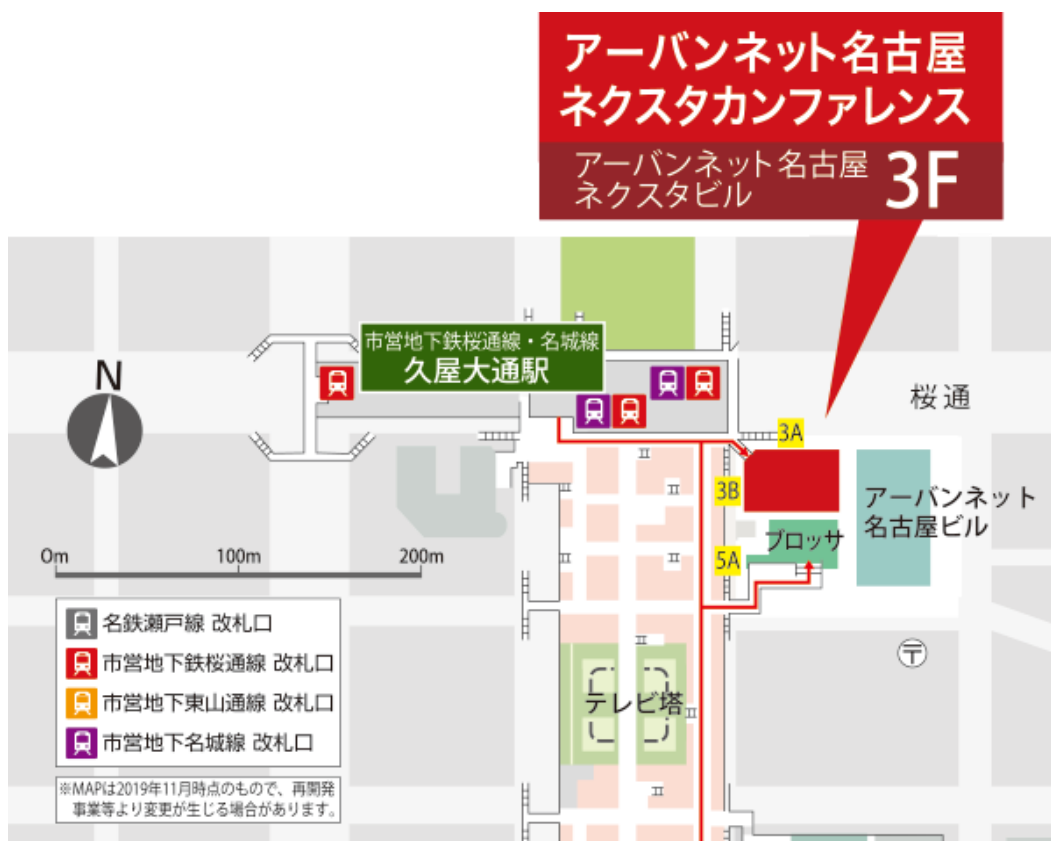 アーバンネット名古屋
ネクスタカンファレンス
アーバンネット名古屋
ネクスタビル
3F
市営地下鉄桜通線・名城線
久屋大通駅
N
桜通
3A
3B
アーバンネット
名古屋ビル
ブロッサ
5A
0m 100m 200m
名鉄瀬戸線 改札口
市営地下鉄桜通線 改札口
市営地下東山通線 改札口
市営地下名城線 改札口
〒
テレビ塔
※MAPは2019年11月時点のもので、再開発
事業等より変更が生じる場合があります。